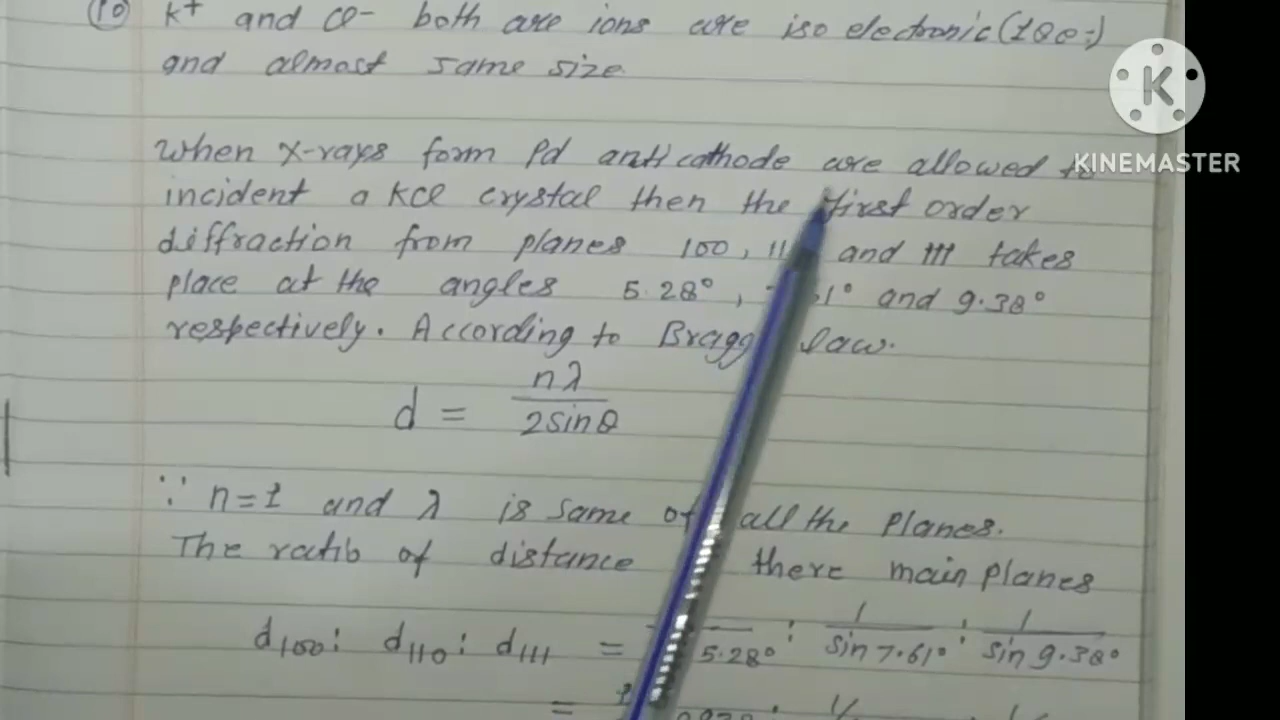 10 K+ and Cl- both are ions are iso electronic (18e-)
and almost same size.
K
KINEMASTER
When X-rays form Pd anticathode are allowed to
incident a KCl crystal then the first order
diffraction from planes 100, and 111 takes
place at the angles 5.28°, and 9.38°
respectively. According to law.
d = nλ / 2sinθ
∵ n=1 and λ is same of all the planes.
The ratio of distance there main planes
d100 : d110 : d111 = 5.28° : 1/sin 7.61° : 1/sin 9.38°
=